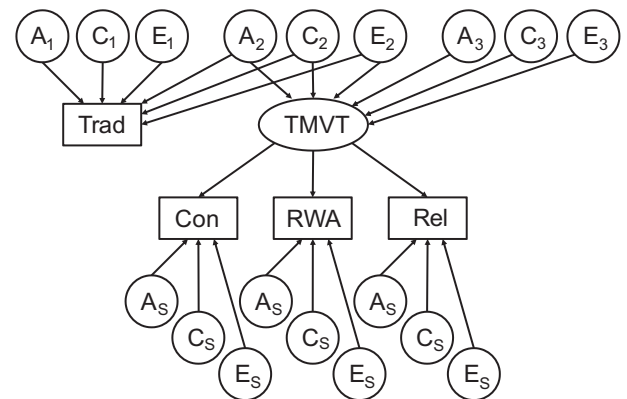 A1 C1 E1 A2 C2 E2 A3 C3 E3
Trad TMVT
Con RWA Rel
AS AS AS
CS CS CS
ES ES ES